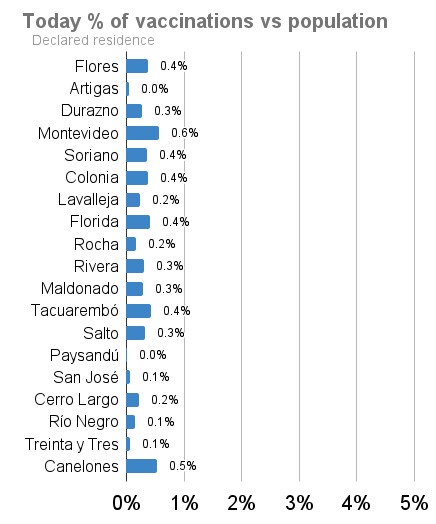 Today % of vaccinations vs population
Declared residence
Flores 0.4%
Artigas 0.0%
Durazno 0.3%
Montevideo 0.6%
Soriano 0.4%
Colonia 0.4%
Lavalleja 0.2%
Florida 0.4%
Rocha 0.2%
Rivera 0.3%
Maldonado 0.3%
Tacuarembó 0.4%
Salto 0.3%
Paysandú 0.0%
San José 0.1%
Cerro Largo 0.2%
Río Negro 0.1%
Treinta y Tres 0.1%
Canelones 0.5%
0% 1% 2% 3% 4% 5%